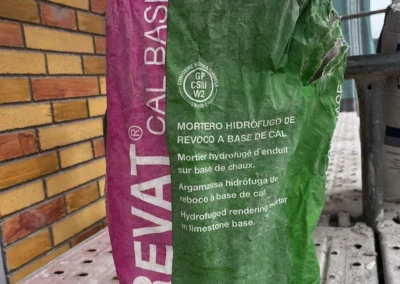 REVAT®
CAL BASE
GP
CSIII
W2
MORTERO HIDRÓFUGO DE
REVOCO A BASE DE CAL
Mortier hydrofugé d'enduit
sur base de chaux.
Argamassa hidrófuga de
reboco à base de cal.
Hydrofuged rendering mortar
in limestone base.